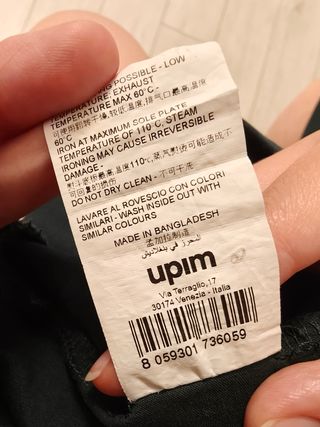 POSSIBLE - LOW
TEMPERATURE: EXHAUST
TEMPERATURE MAX 60°C -
60°C
IRON AT MAXIMUM SOLE PLATE
TEMPERATURE OF 110°C, STEAM
IRONING MAY CAUSE IRREVERSIBLE
DAMAGE -
DO NOT DRY CLEAN - 不可干洗
LAVARE AL ROVESCIO CON COLORI
SIMILARI - WASH INSIDE OUT WITH
SIMILAR COLOURS
MADE IN BANGLADESH
孟加拉制造
upim
Via Terraglio,17
30174 Venezia - Italia
8 059301 736059